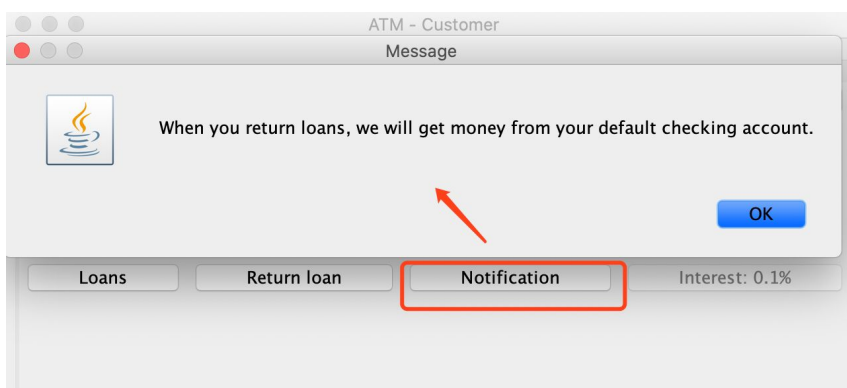 ATM - Customer
Message
When you return loans, we will get money from your default checking account.
OK
Loans Return loan Notification Interest: 0.1%